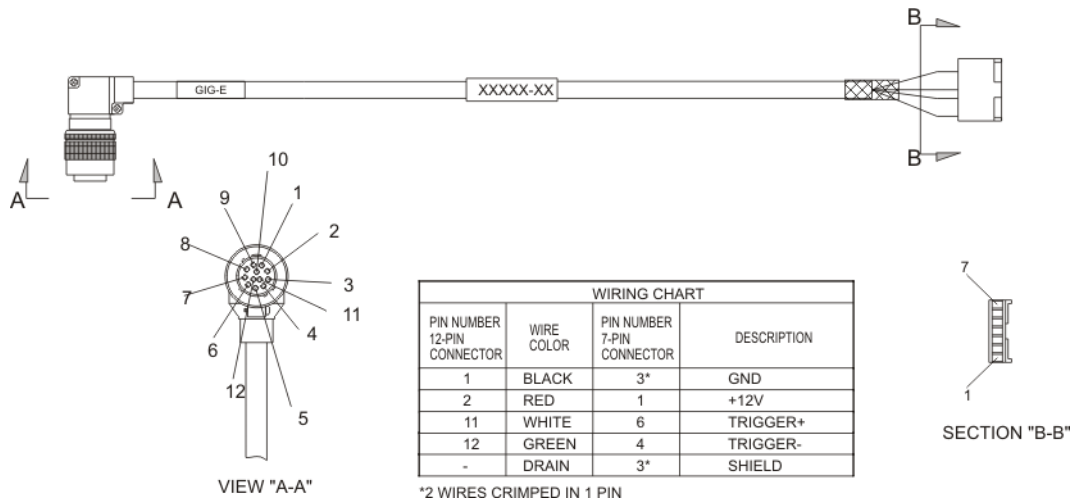 B
GIG-E
XXXXX-XX
B
A
A
10
9
1
8
2
7
3
11
6
4
12
5
VIEW "A-A"
WIRING CHART
PIN NUMBER 12-PIN CONNECTOR WIRE COLOR PIN NUMBER 7-PIN CONNECTOR DESCRIPTION
1 BLACK 3* GND
2 RED 1 +12V
11 WHITE 6 TRIGGER+
12 GREEN 4 TRIGGER-
- DRAIN 3* SHIELD
*2 WIRES CRIMPED IN 1 PIN
7
1
SECTION "B-B"